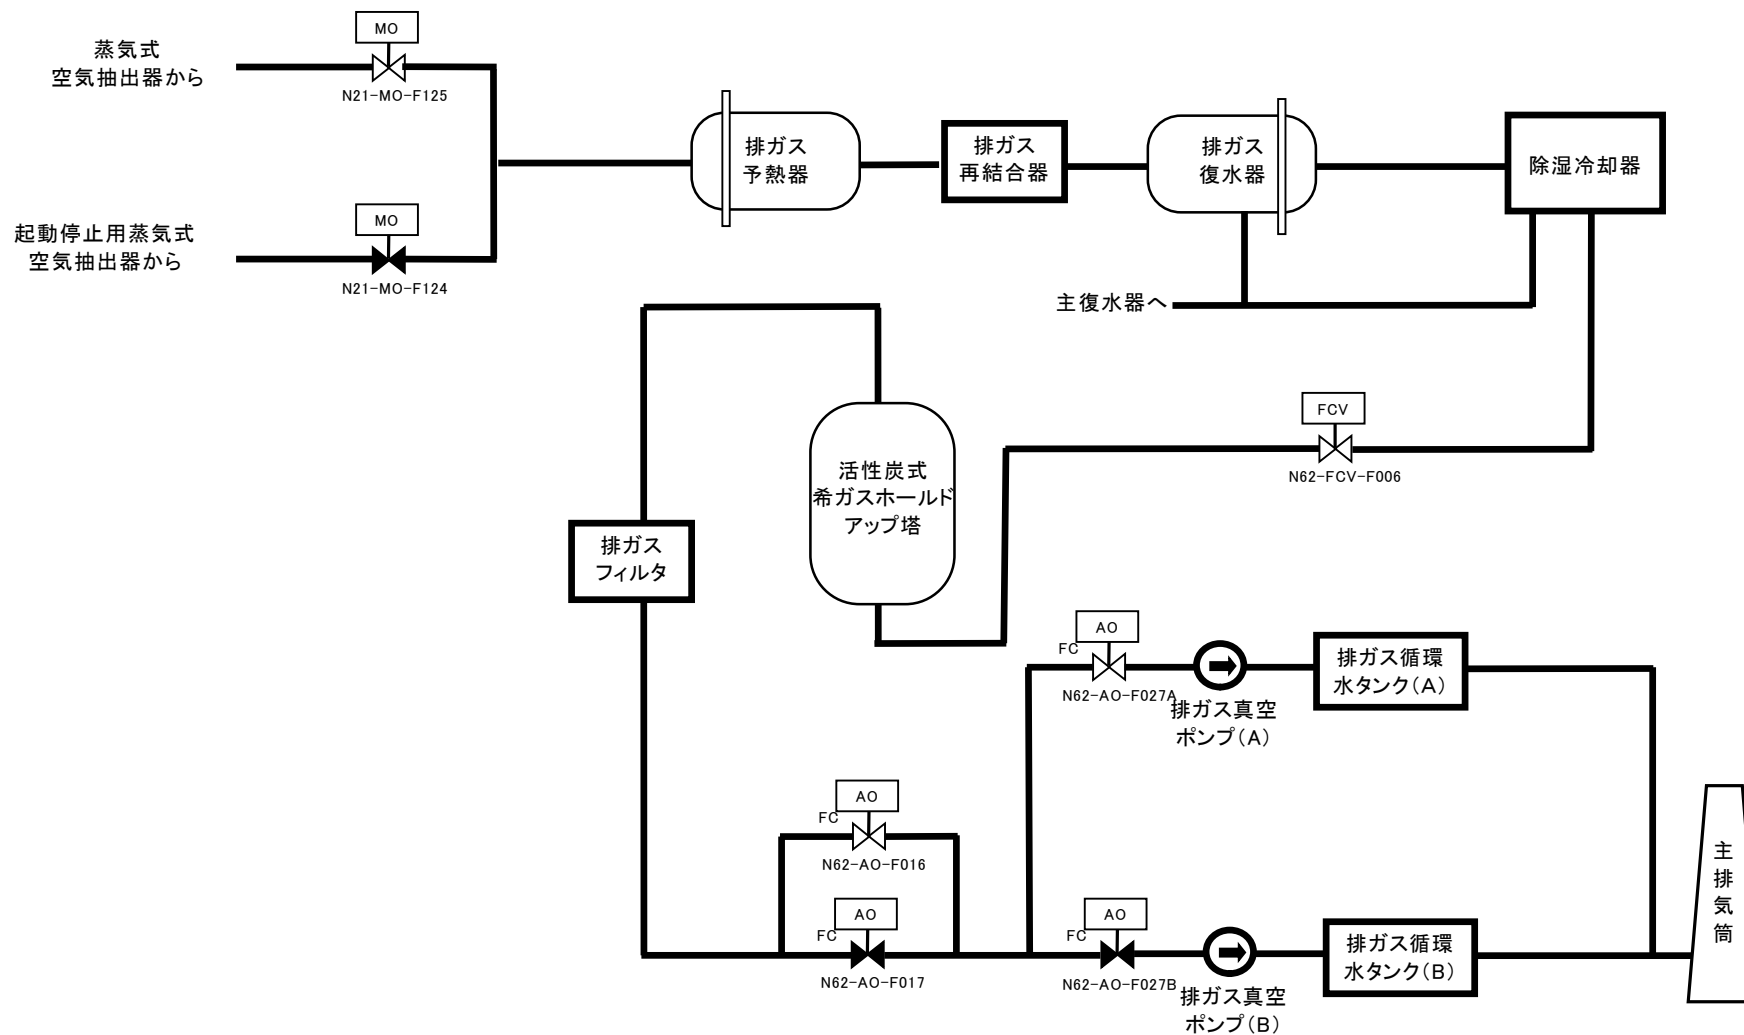 MO
蒸気式
空気抽出器から
N21-MO-F125
排ガス
予熱器
排ガス
再結合器
排ガス
復水器
除湿冷却器
MO
起動停止用蒸気式
空気抽出器から
N21-MO-F124
主復水器へ
FCV
N62-FCV-F006
活性炭式
希ガスホールド
アップ塔
排ガス
フィルタ
AO
FC
N62-AO-F027A
排ガス真空
ポンプ(A)
排ガス循環
水タンク(A)
AO
FC
N62-AO-F016
AO
FC
N62-AO-F017
AO
FC
N62-AO-F027B
排ガス真空
ポンプ(B)
排ガス循環
水タンク(B)
主
排
気
筒